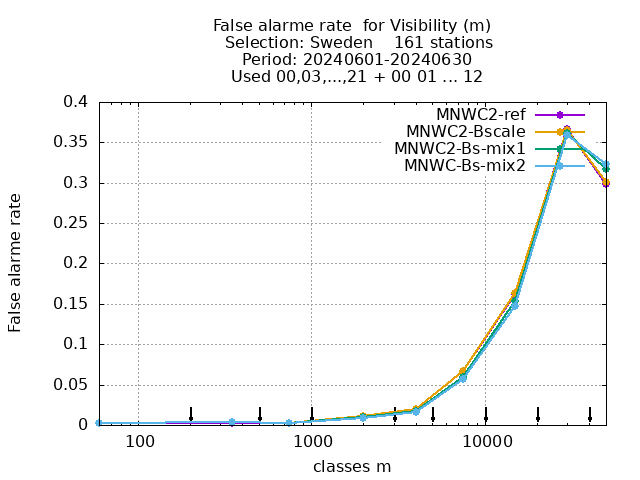 False alarme rate  for Visibility (m)
Selection: Sweden    161 stations
Period: 20240601-20240630
Used 00,03,...,21 + 00 01 ... 12
MNWC2-ref
MNWC2-Bscale
MNWC2-Bs-mix1
MNWC-Bs-mix2
False alarme rate
0.4
0.35
0.3
0.25
0.2
0.15
0.1
0.05
0
100 1000 10000
classes m